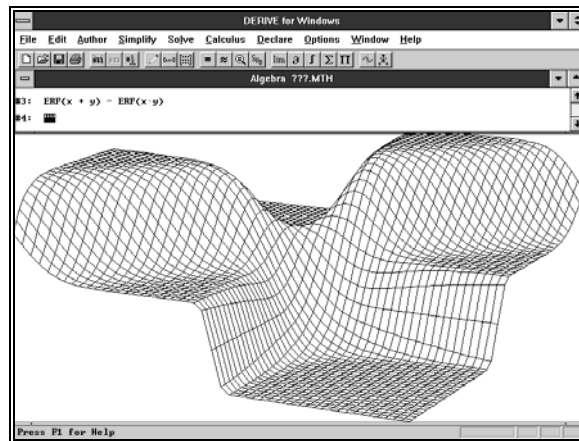 DERIVE for Windows
File Edit Author Simplify Solve Calculus Declare Options Window Help
Algebra ???.MTH
#3: ERF(x + y) - ERF(x·y)
#4:
Press F1 for Help